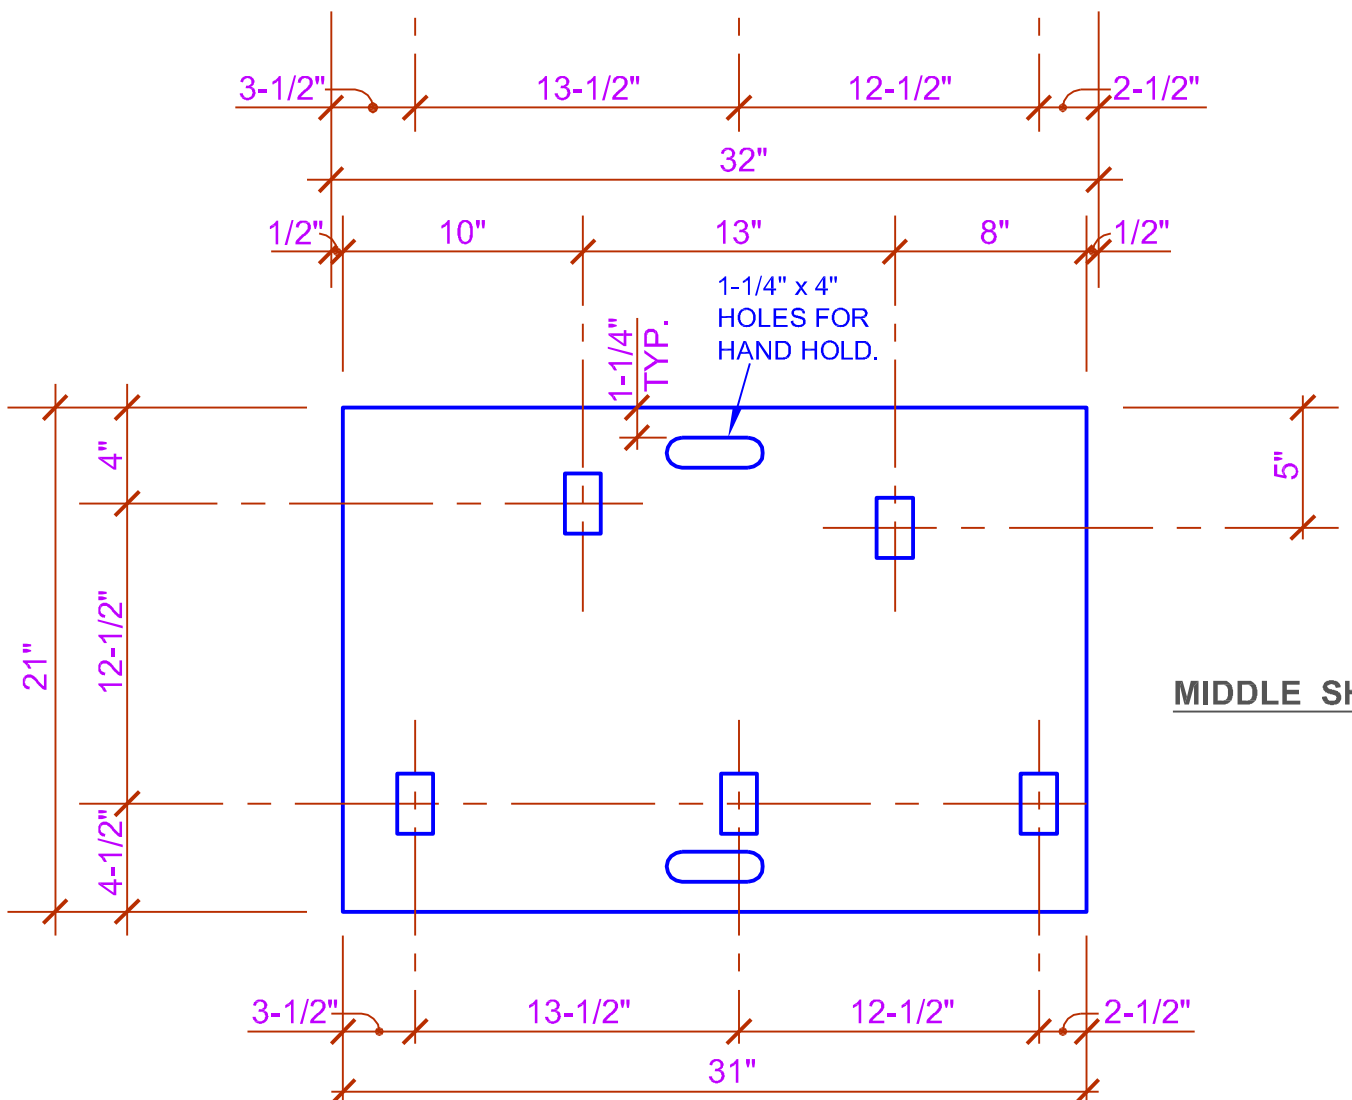 3-1/2" 13-1/2" 12-1/2" 2-1/2"
32"
1/2" 10" 13" 8" 1/2"
1-1/4" x 4"
HOLES FOR
HAND HOLD.
1-1/4"
TYP.
4"
5"
12-1/2"
21"
MIDDLE SH
4-1/2"
3-1/2" 13-1/2" 12-1/2" 2-1/2"
31"